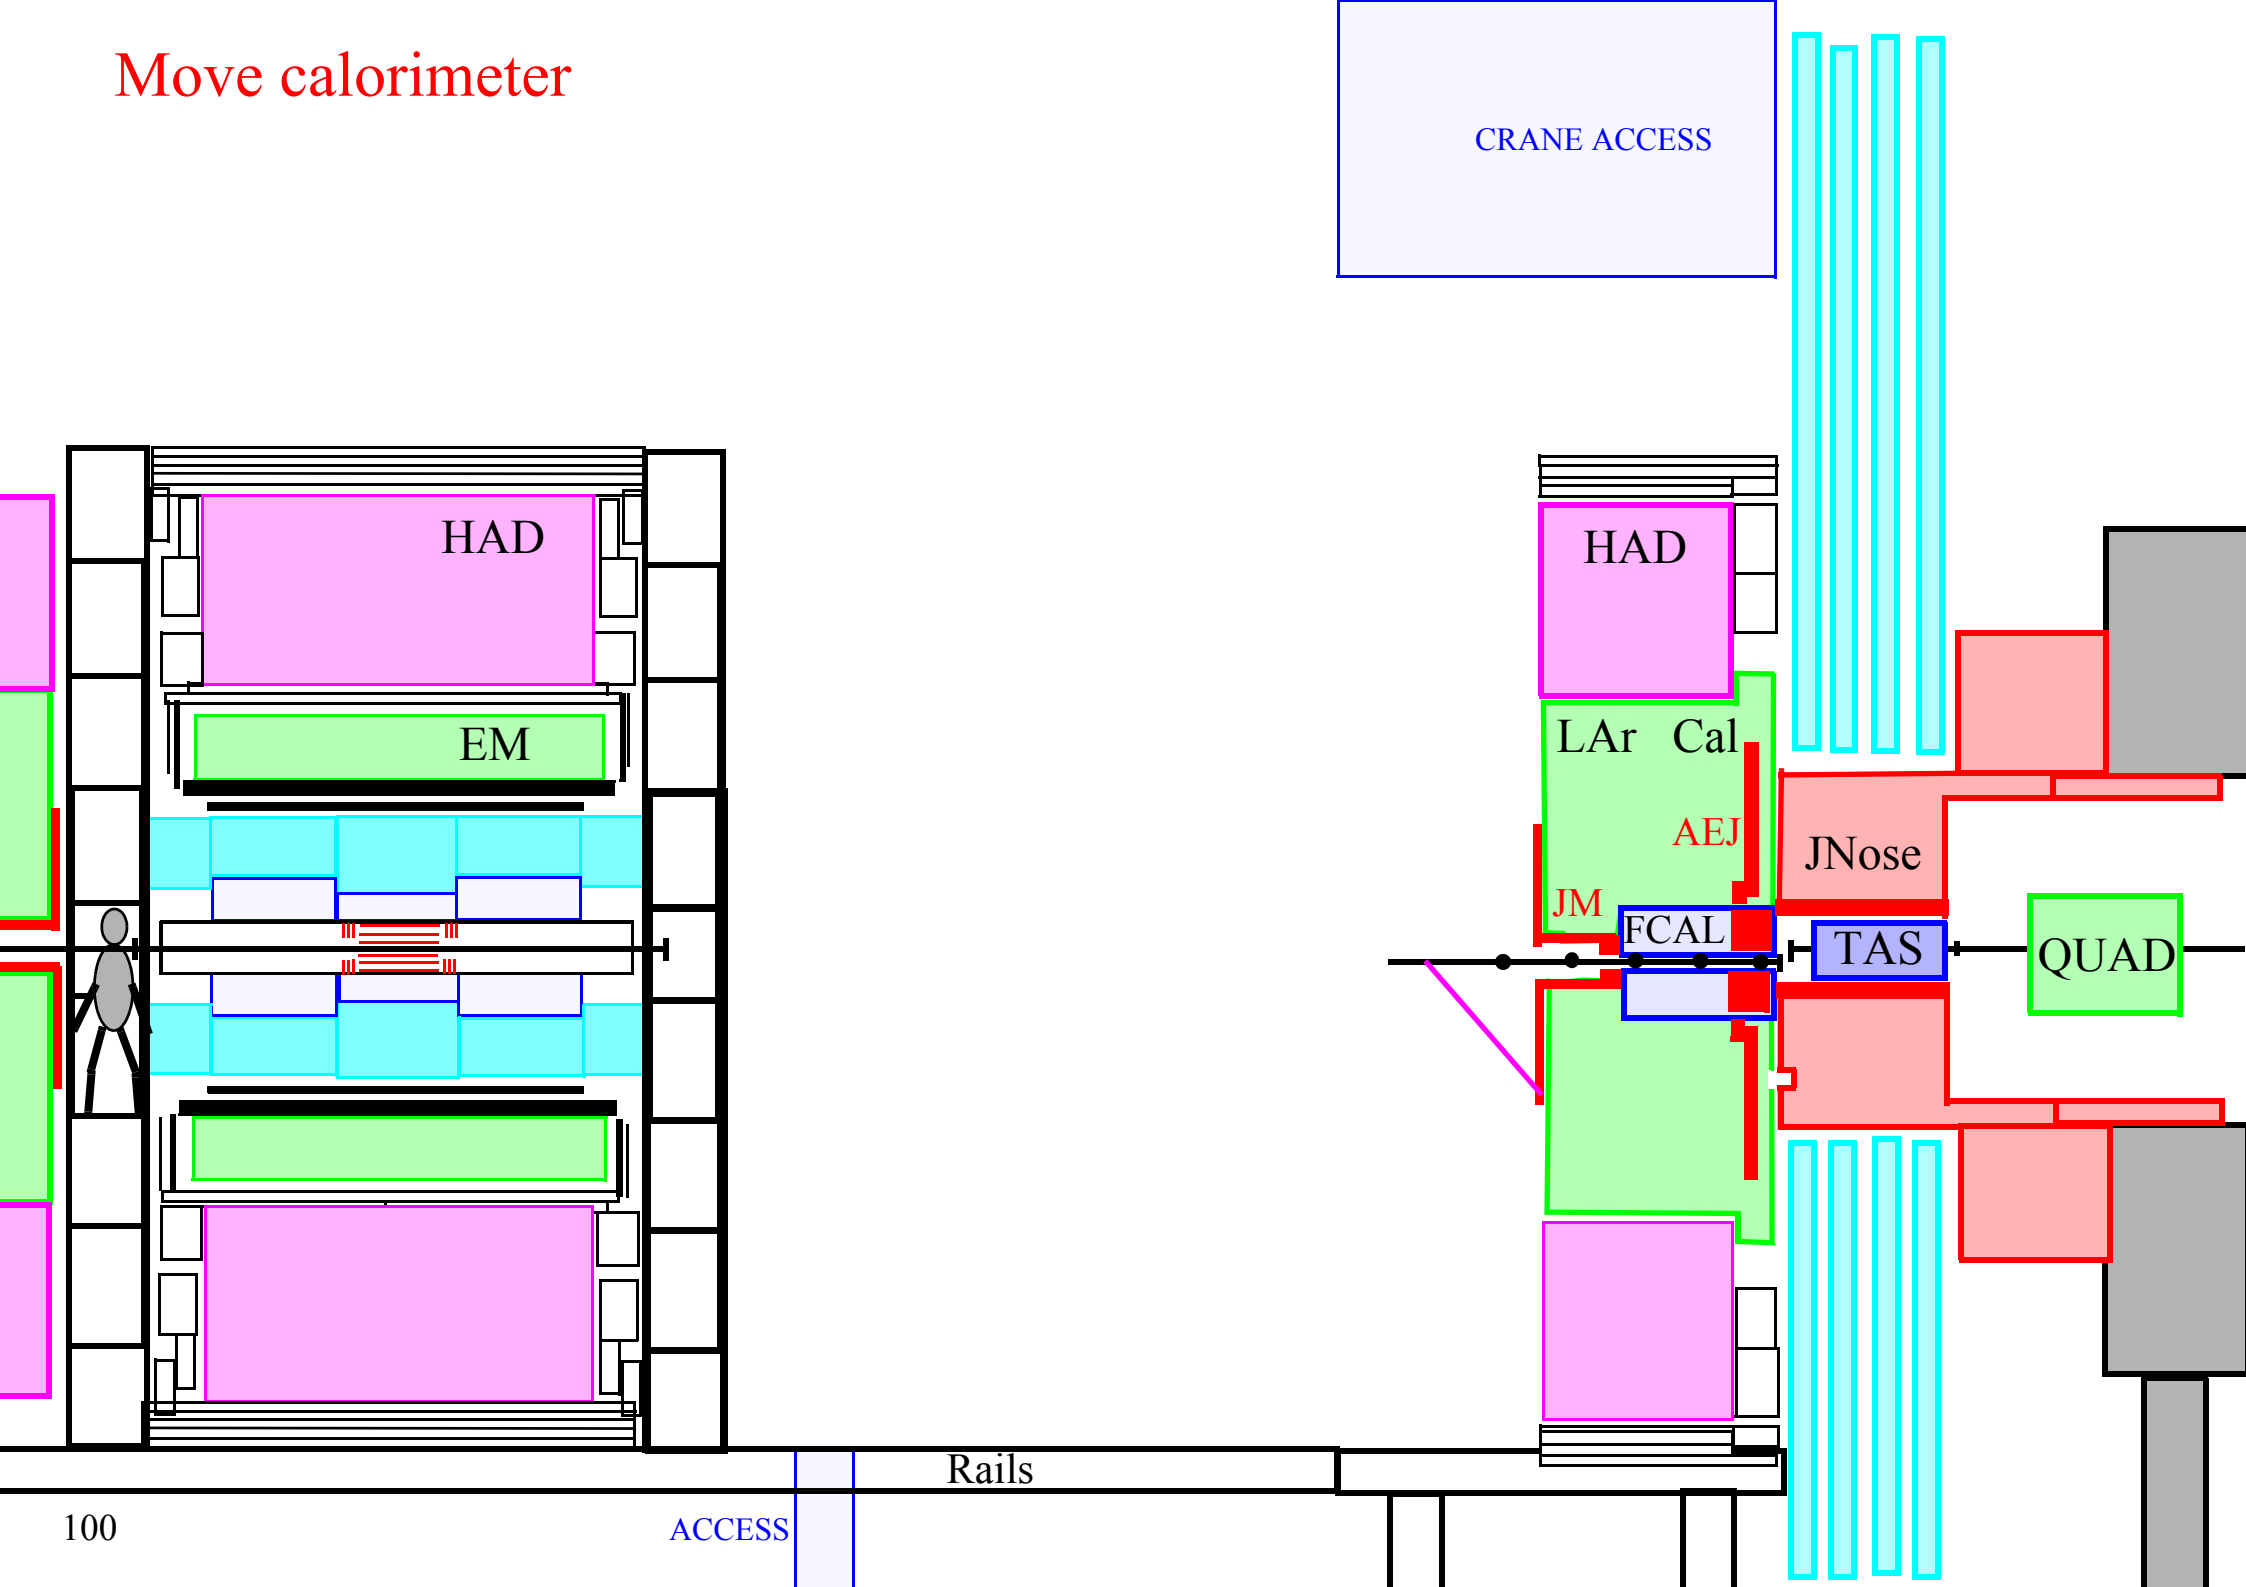 Move calorimeter
CRANE ACCESS
HAD
HAD
EM
LAr Cal
AEJ
JNose
JM
FCAL
TAS
QUAD
Rails
100
ACCESS